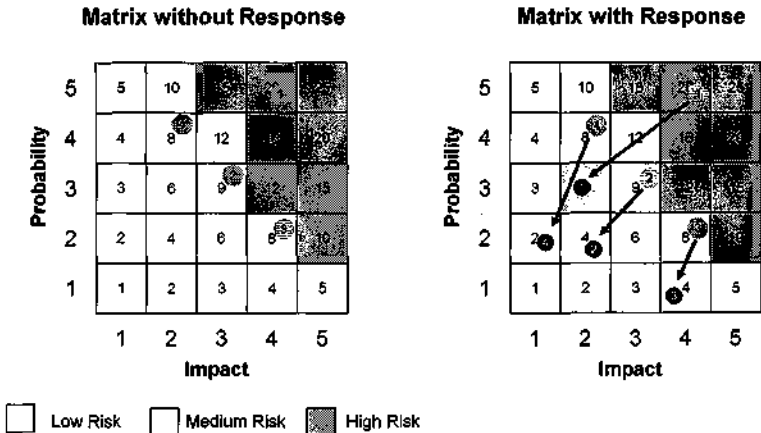 Matrix without Response
Matrix with Response
Probability
5 5 10
4 4 8 12
3 3 6 9 12 15
2 2 4 6 8 10
1 1 2 3 4 5
1 2 3 4 5
Impact
Probability
5 5 10
4 4 8 12 16
3 3 9
2 2 4 6 8
1 1 2 3 4 5
1 2 3 4 5
Impact
Low Risk Medium Risk High Risk